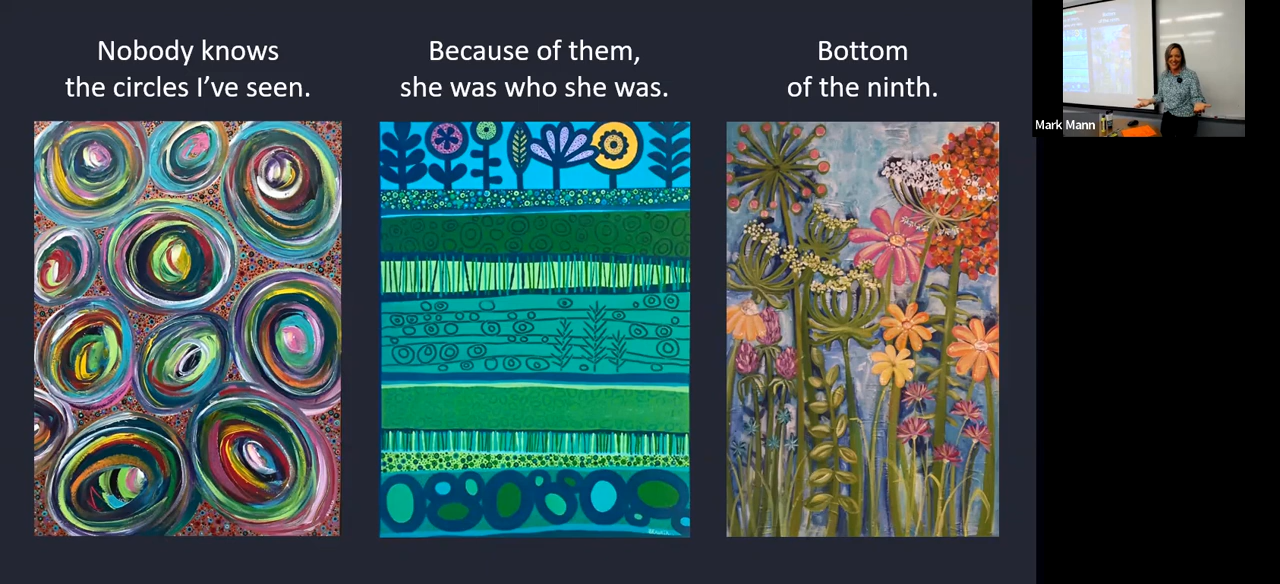 Nobody knows
the circles I've seen.
Because of them,
she was who she was.
Bottom
of the ninth.
Mark Mann